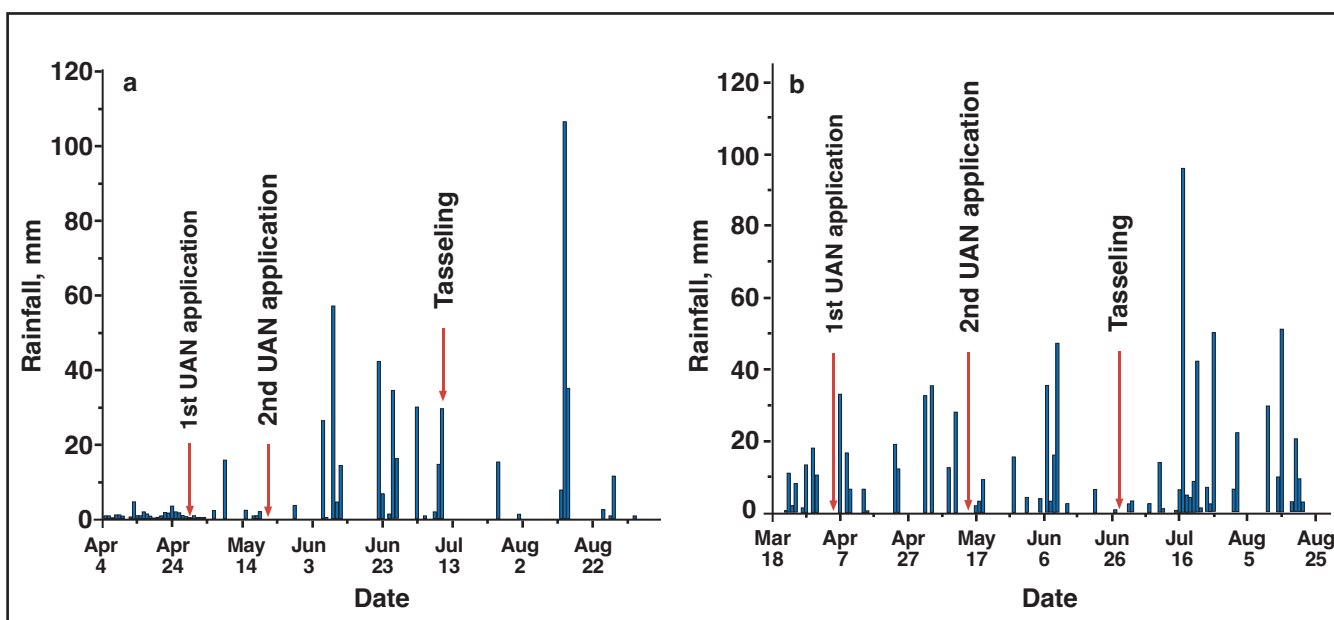 a
120
100
80
60
40
20
0
Rainfall, mm
1st UAN application
2nd UAN application
Tasseling
Apr 4
Apr 24
May 14
Jun 3
Jun 23
Jul 13
Aug 2
Aug 22
Date
b
120
100
80
60
40
20
0
Rainfall, mm
1st UAN application
2nd UAN application
Tasseling
Mar 18
Apr 7
Apr 27
May 17
Jun 6
Jun 26
Jul 16
Aug 5
Aug 25
Date